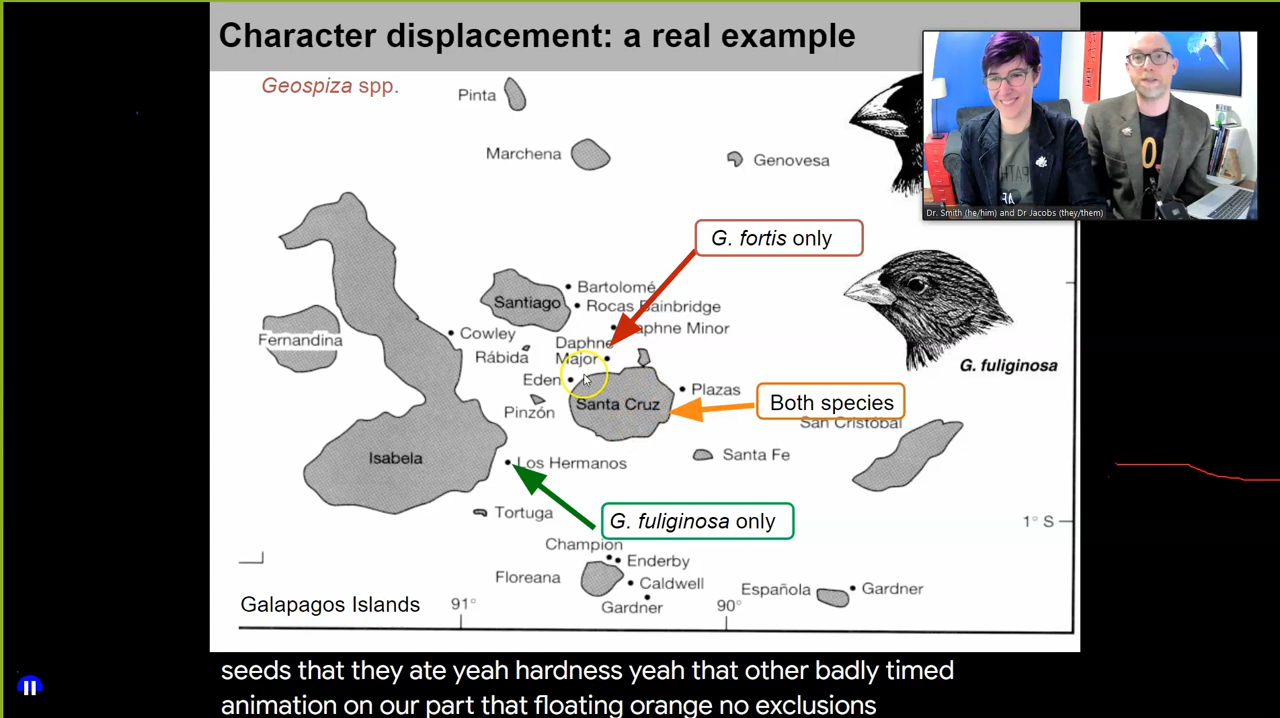 Character displacement: a real example
Geospiza spp.
Pinta
Marchena
Genovesa
Dr. Smith (he/him) and Dr Jacobs (they/them)
G. fortis only
Bartolomé
Santiago
Rocas Bainbridge
Daphne Minor
Fernandina
Cowley
Daphne
Major
Rábida
G. fuliginosa
Eden
Plazas
Santa Cruz
Both species
Pinzón
San Cristóbal
Isabela
Santa Fe
Los Hermanos
Tortuga
G. fuliginosa only
1° S
Champion
Enderby
Floreana
Caldwell
Española
Gardner
Gardner
Galapagos Islands
91°
90°
seeds that they ate yeah hardness yeah that other badly timed
animation on our part that floating orange no exclusions